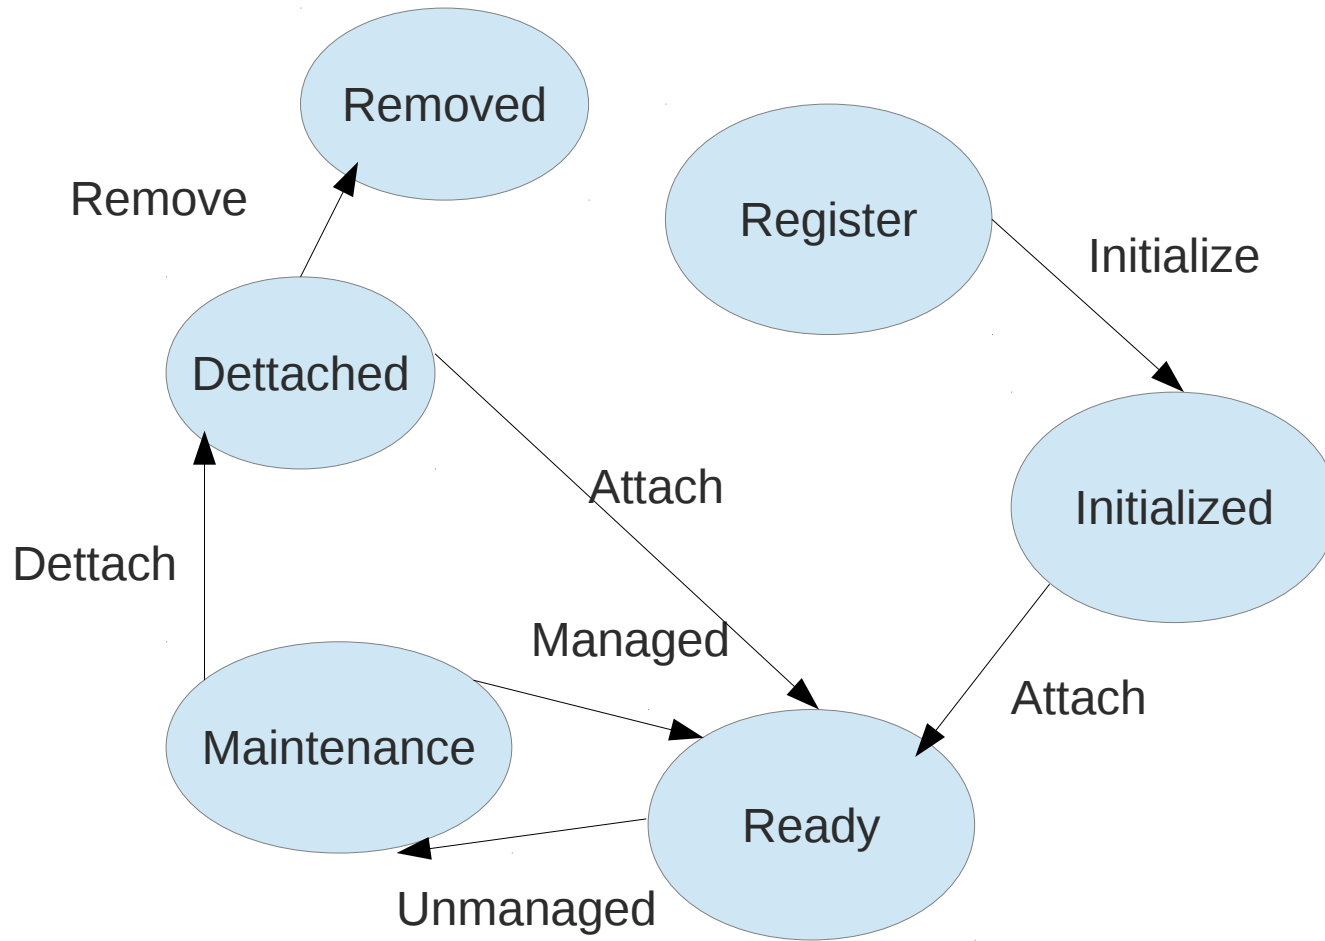 Removed
Remove
Register
Initialize
Dettached
Attach
Initialized
Dettach
Managed
Attach
Maintenance
Ready
Unmanaged